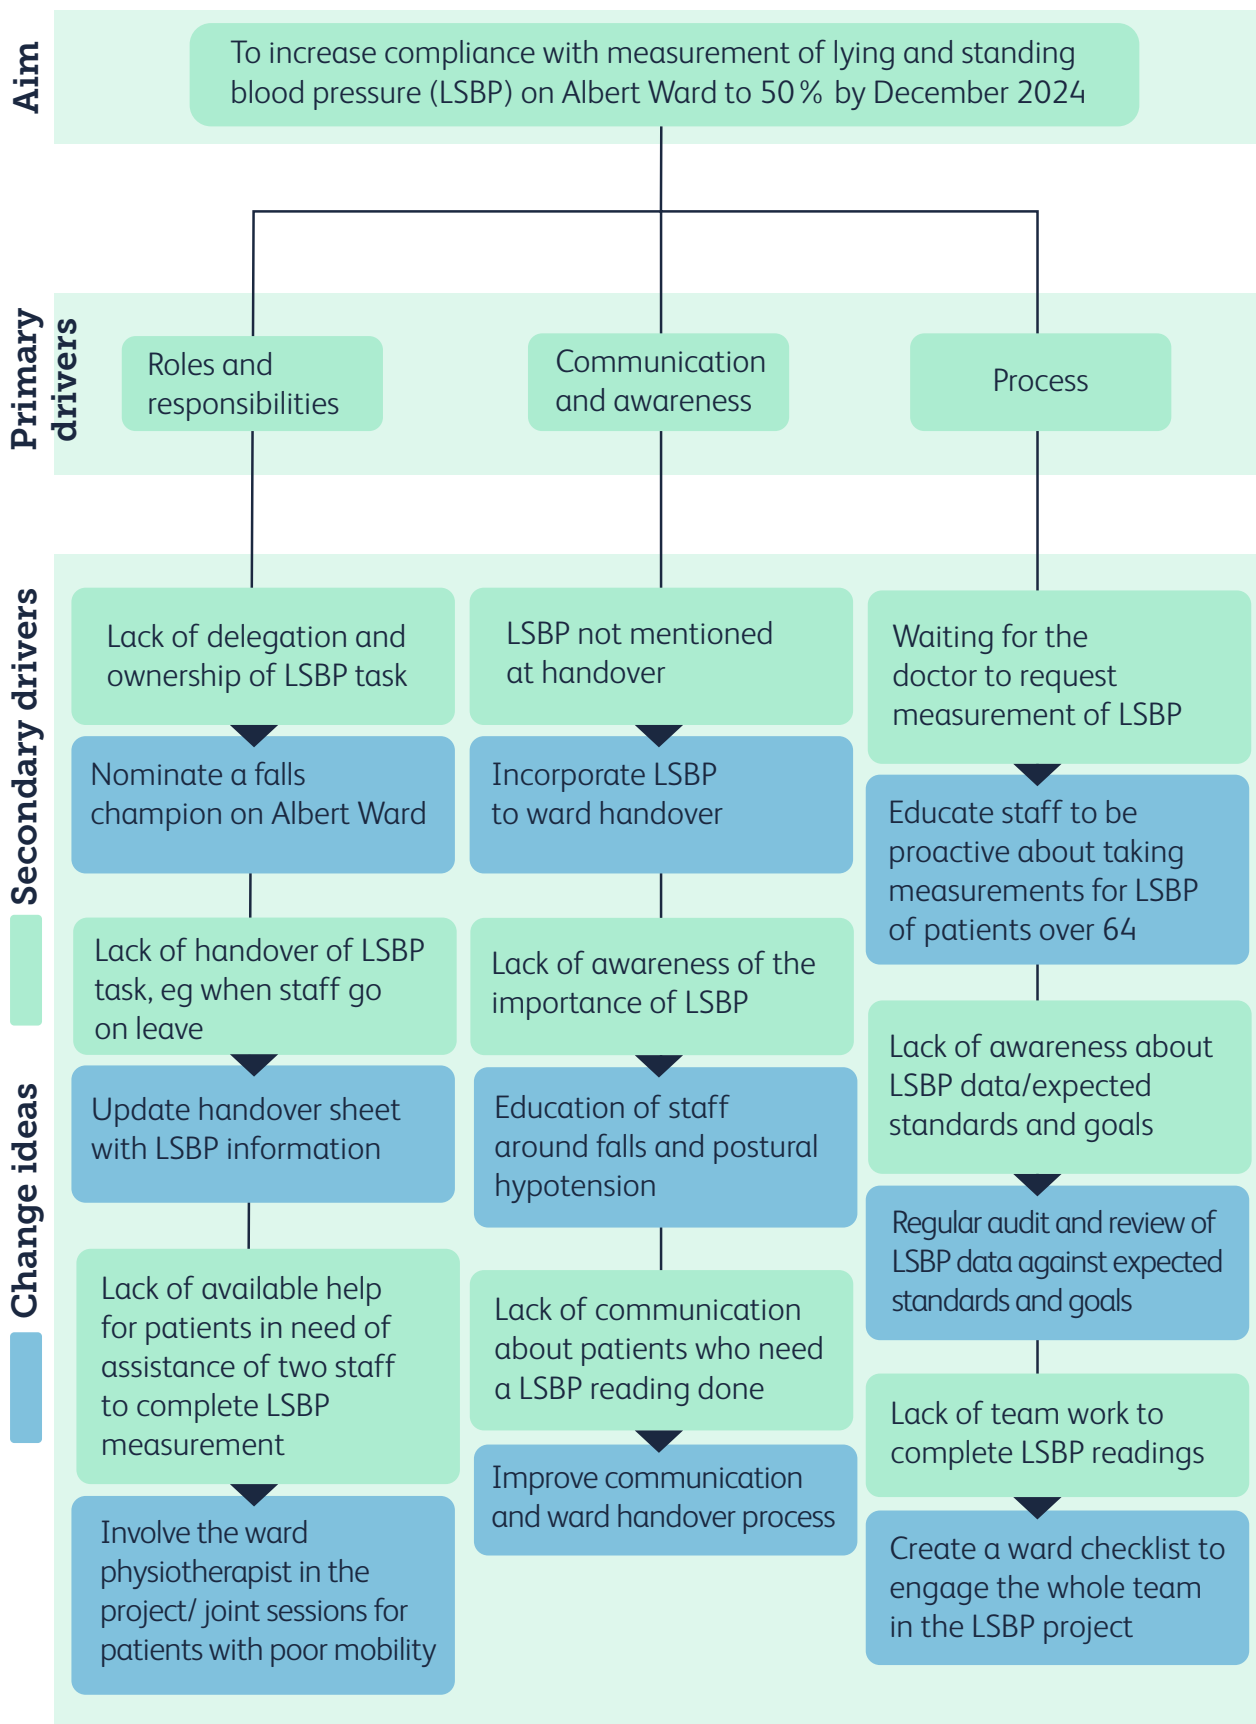 Aim
To increase compliance with measurement of lying and standing
blood pressure (LSBP) on Albert Ward to 50% by December 2024
Primary
drivers
Roles and
responsibilities
Communication
and awareness
Process
Secondary drivers
Change ideas
Lack of delegation and
ownership of LSBP task
Nominate a falls
champion on Albert Ward
Lack of handover of LSBP
task, eg when staff go
on leave
Update handover sheet
with LSBP information
Lack of available help
for patients in need of
assistance of two staff
to complete LSBP
measurement
Involve the ward
physiotherapist in the
project/ joint sessions for
patients with poor mobility
LSBP not mentioned
at handover
Incorporate LSBP
to ward handover
Lack of awareness of the
importance of LSBP
Education of staff
around falls and postural
hypotension
Lack of communication
about patients who need
a LSBP reading done
Improve communication
and ward handover process
Waiting for the
doctor to request
measurement of LSBP
Educate staff to be
proactive about taking
measurements for LSBP
of patients over 64
Lack of awareness about
LSBP data/expected
standards and goals
Regular audit and review of
LSBP data against expected
standards and goals
Lack of team work to
complete LSBP readings
Create a ward checklist to
engage the whole team
in the LSBP project